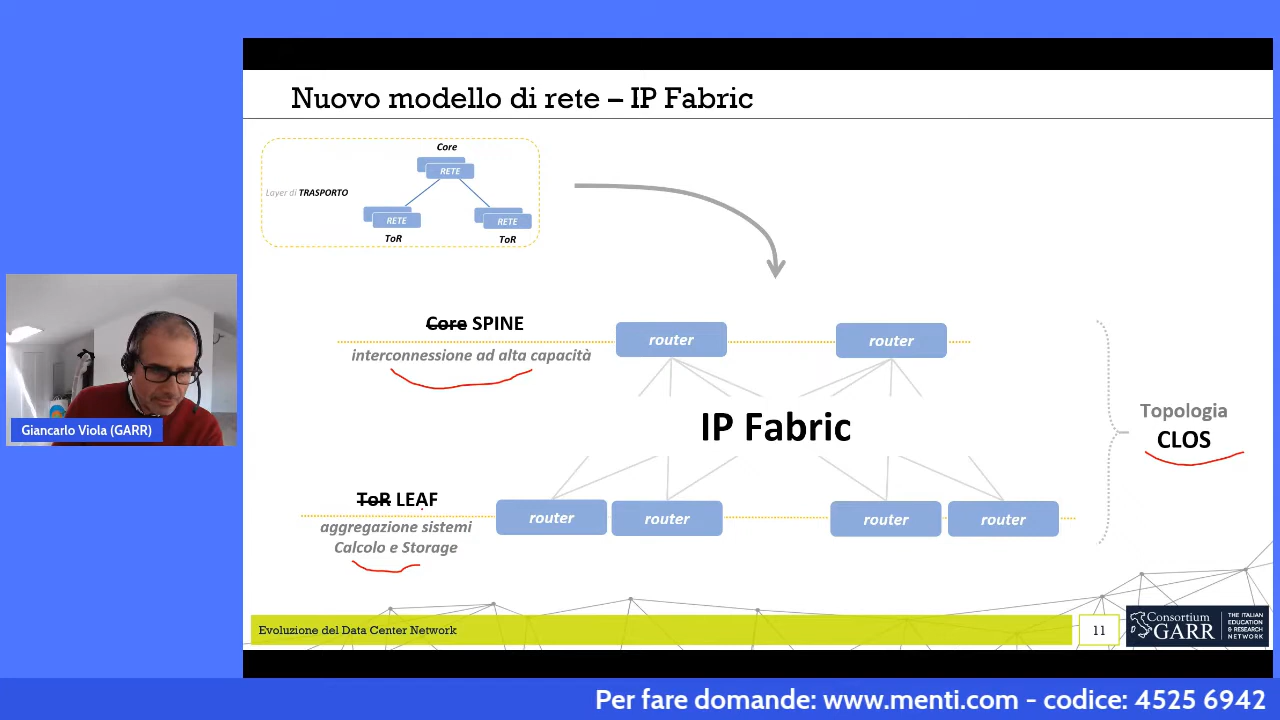 Nuovo modello di rete – IP Fabric
Core
RETE
Layer di TRASPORTO
RETE
RETE
ToR
ToR
Core SPINE
interconnessione ad alta capacità
router
router
IP Fabric
Topologia
CLOS
ToR LEAF
aggregazione sistemi
Calcolo e Storage
router
router
router
router
Giancarlo Viola (GARR)
Evoluzione del Data Center Network
11
Consortium
GARR
THE ITALIAN
EDUCATION
& RESEARCH
NETWORK
Per fare domande: www.menti.com - codice: 4525 6942